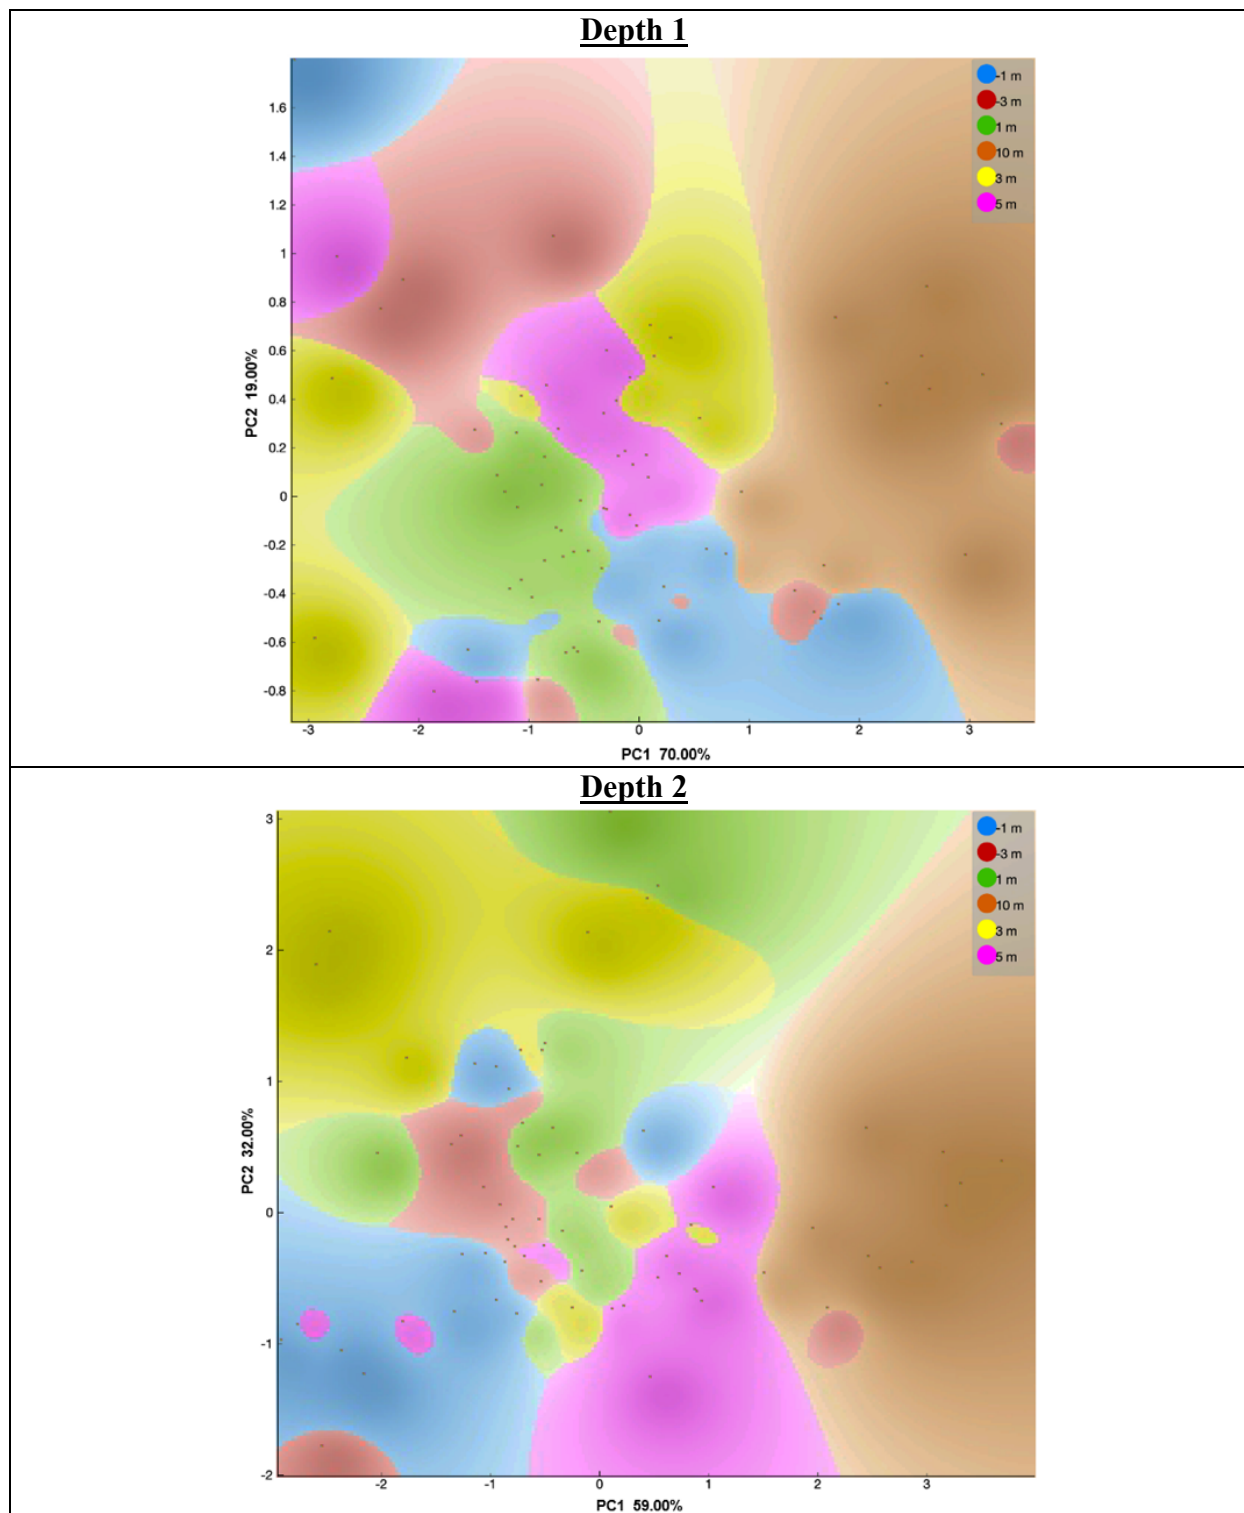 Depth 1
-1 m
-3 m
1 m
10 m
3 m
5 m
1.6
1.4
1.2
1
0.8
0.6
0.4
0.2
0
-0.2
-0.4
-0.6
-0.8
PC2 19.00%
-3 -2 -1 0 1 2 3
PC1 70.00%
Depth 2
-1 m
-3 m
1 m
10 m
3 m
5 m
3
2
1
0
-1
-2
PC2 32.00%
-2 -1 0 1 2 3
PC1 59.00%